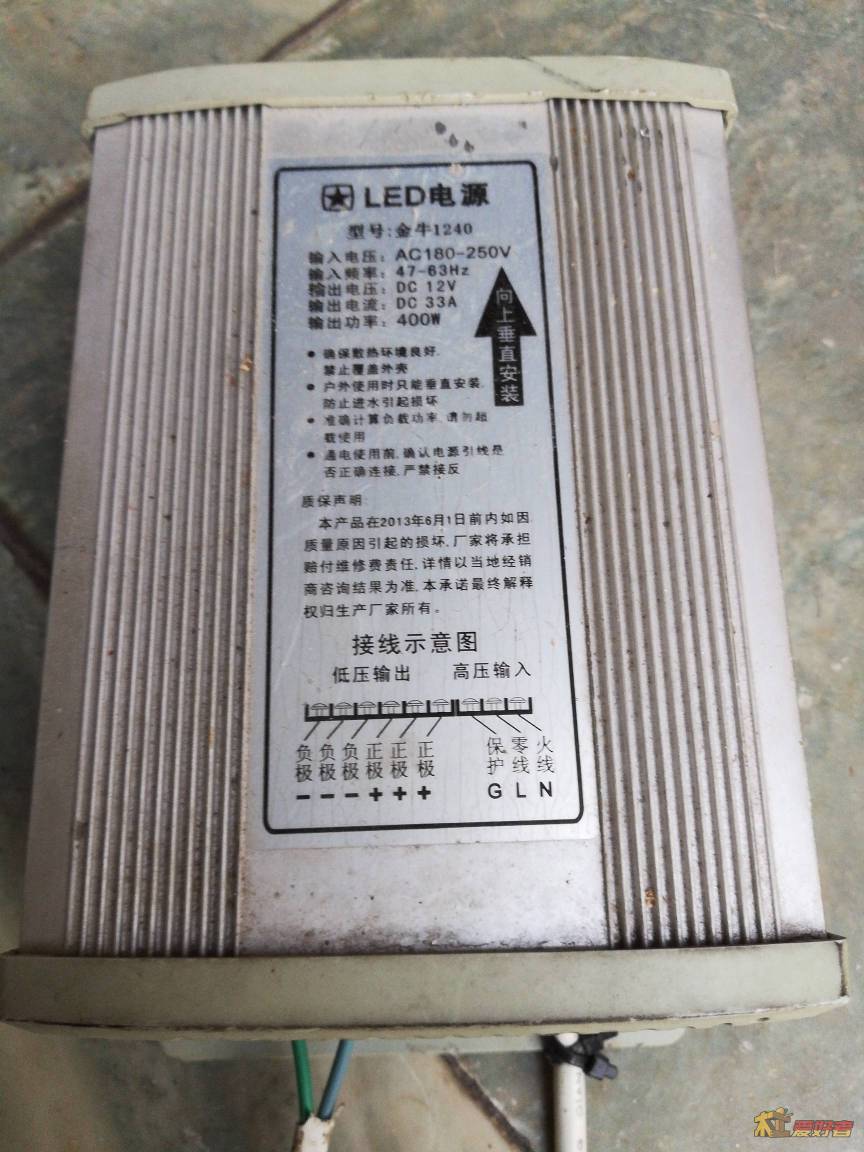 LED电源
型号:金牛1240
输入电压: AC180-250V
输入频率: 47-63Hz
输出电压: DC 12V
输出电流: DC 33A
输出功率: 400W
向上垂直安装
● 确保散热环境良好.
禁止覆盖外壳
● 户外使用时只能垂直安装.
防止进水引起损坏
● 准确计算负载功率.请勿超
载使用
● 通电使用前.确认电源引线是
否正确连接.严禁接反
质保声明:
本产品在2013年6月1日前内如因
质量原因引起的损坏.厂家将承担
赔付维修费责任.详情以当地经销
商咨询结果为准.本承诺最终解释
权归生产厂家所有。
接线示意图
低压输出 高压输入
负极 负极 负极 正极 正极 正极 保护 零线 火线
− − − + + + G L N
爱好者